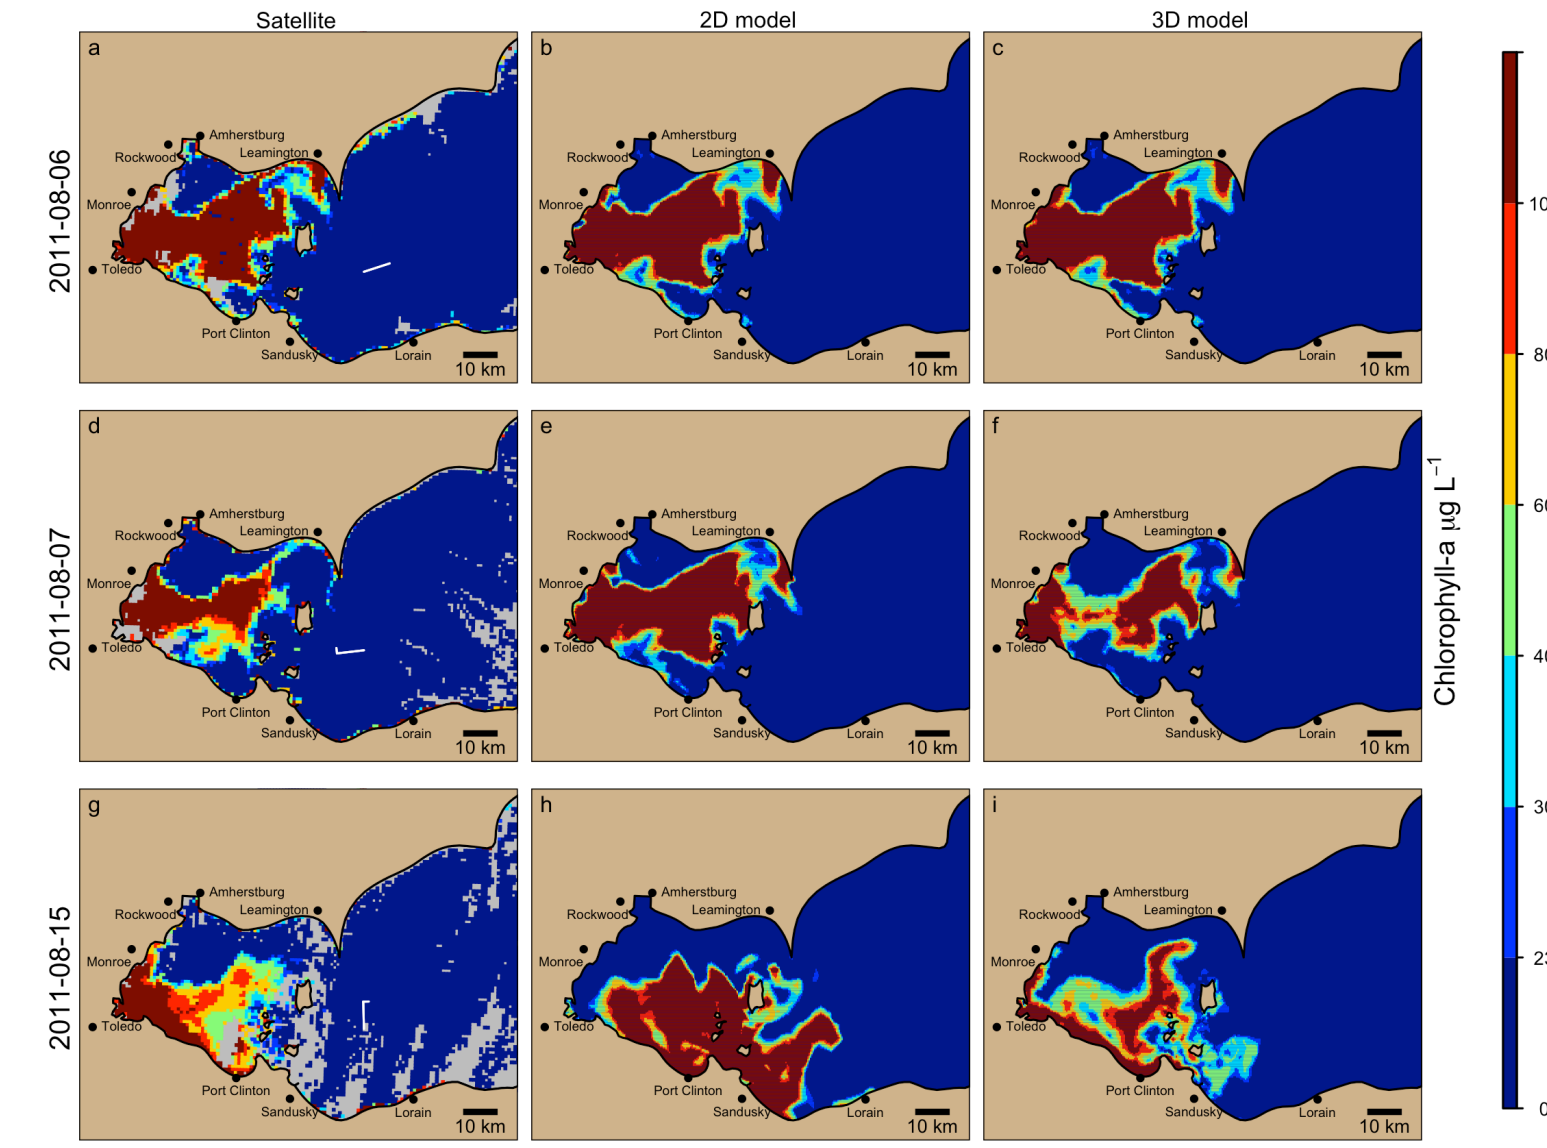 Satellite 2D model 3D model
2011-08-06
a
Amherstburg
Rockwood
Leamington
Monroe
Toledo
Port Clinton
Sandusky
Lorain
10 km
b
Amherstburg
Rockwood
Leamington
Monroe
Toledo
Port Clinton
Sandusky
Lorain
10 km
c
Amherstburg
Rockwood
Leamington
Monroe
Toledo
Port Clinton
Sandusky
Lorain
10 km
2011-08-07
d
Amherstburg
Rockwood
Leamington
Monroe
Toledo
Port Clinton
Sandusky
Lorain
10 km
e
Amherstburg
Rockwood
Leamington
Monroe
Toledo
Port Clinton
Sandusky
Lorain
10 km
f
Amherstburg
Rockwood
Leamington
Monroe
Toledo
Port Clinton
Sandusky
Lorain
10 km
2011-08-15
g
Amherstburg
Rockwood
Leamington
Monroe
Toledo
Port Clinton
Sandusky
Lorain
10 km
h
Amherstburg
Rockwood
Leamington
Monroe
Toledo
Port Clinton
Sandusky
Lorain
10 km
i
Amherstburg
Rockwood
Leamington
Monroe
Toledo
Port Clinton
Sandusky
Lorain
10 km
Chlorophyll-a µg L⁻¹
80
60
40
30